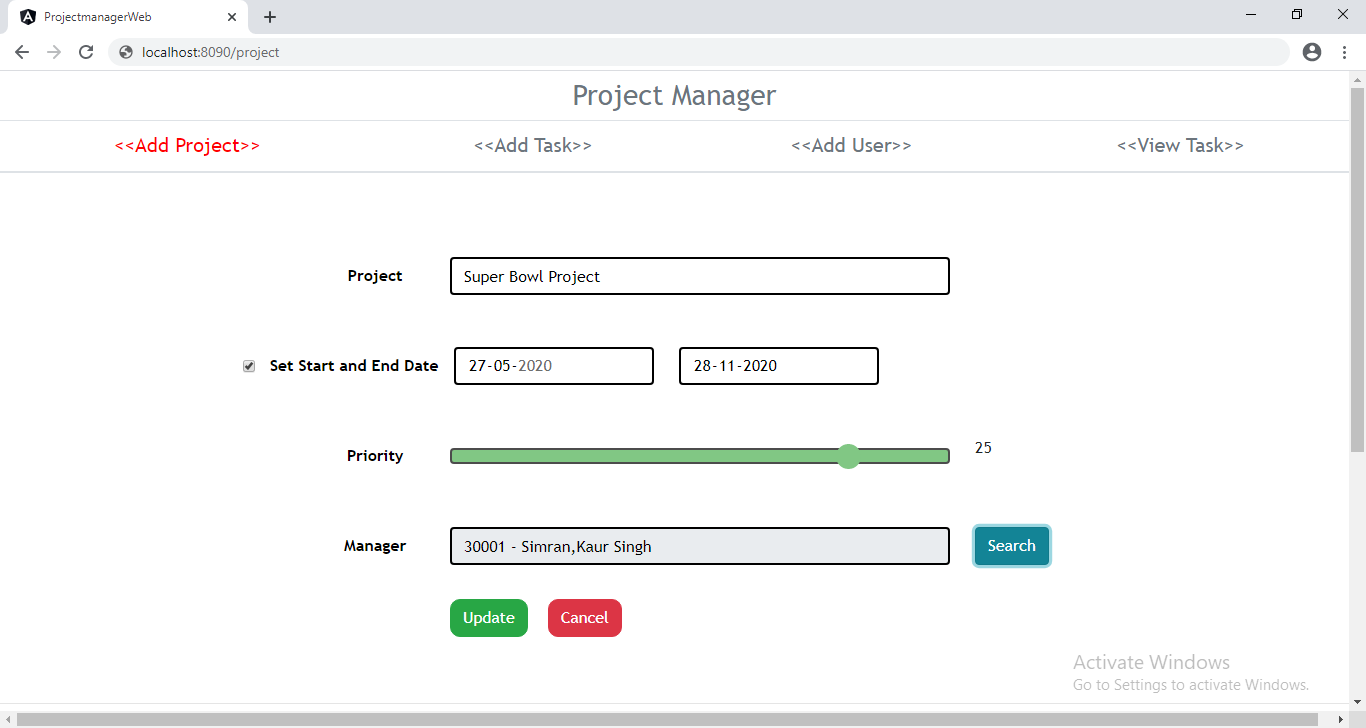 ProjectmanagerWeb
localhost:8090/project
Project Manager
<<Add Project>> <<Add Task>> <<Add User>> <<View Task>>
Project Super Bowl Project
Set Start and End Date 27-05-2020 28-11-2020
Priority 25
Manager 30001 - Simran,Kaur Singh Search
Update Cancel
Activate Windows
Go to Settings to activate Windows.